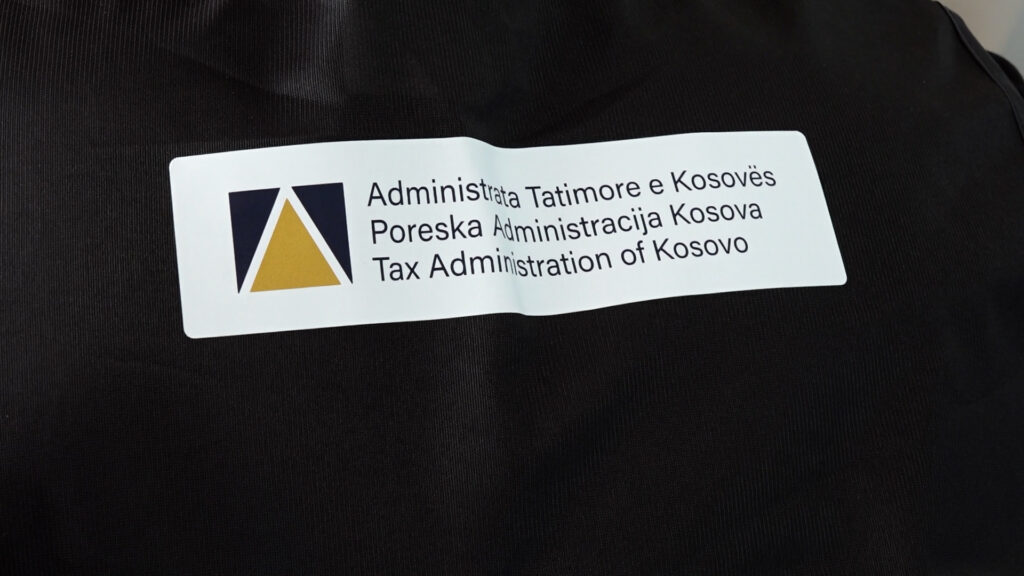 Administrata Tatimore e Kosovës
Poreska Administracija Kosova
Tax Administration of Kosovo